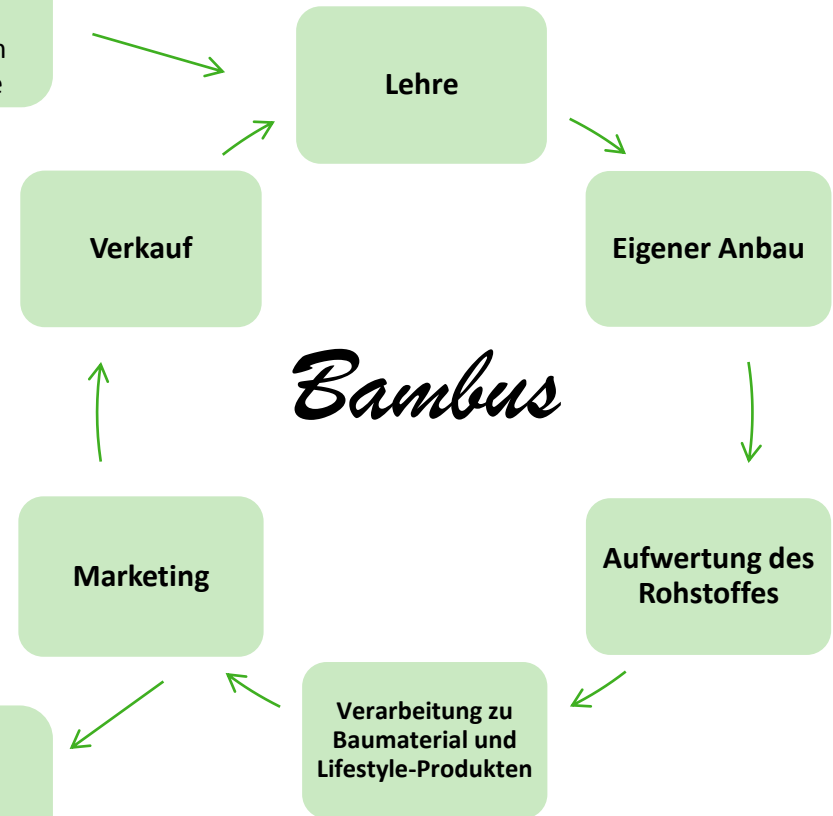 Lehre
Eigener Anbau
Aufwertung des
Rohstoffes
Verarbeitung zu
Baumaterial und
Lifestyle-Produkten
Marketing
Verkauf
Bambus